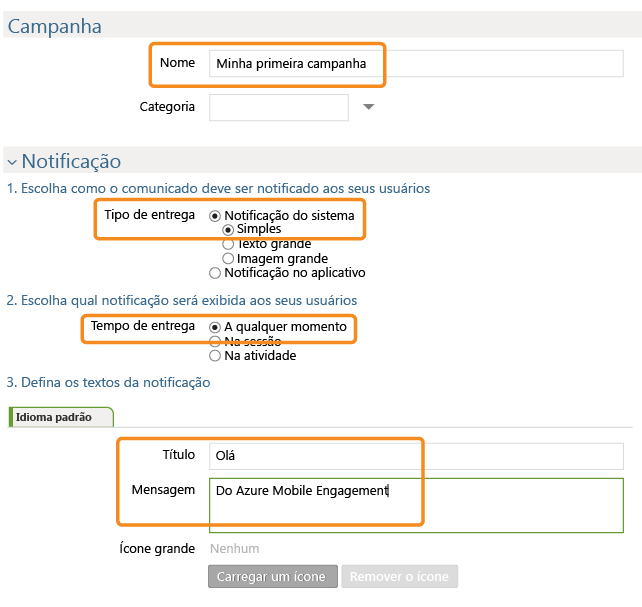 Campanha
Nome Minha primeira campanha
Categoria
Notificação
1. Escolha como o comunicado deve ser notificado aos seus usuários
Tipo de entrega Notificação do sistema
Simples
Texto grande
Imagem grande
Notificação no aplicativo
2. Escolha qual notificação será exibida aos seus usuários
Tempo de entrega A qualquer momento
Na sessão
Na atividade
3. Defina os textos da notificação
Idioma padrão
Título Olá
Mensagem Do Azure Mobile Engagement
Ícone grande Nenhum
Carregar um ícone Remover o ícone